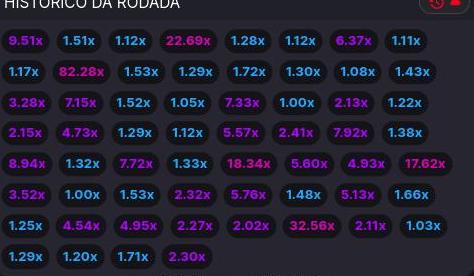 HISTÓRICO DA RODADA
9.51x 1.51x 1.12x 22.69x 1.28x 1.12x 6.37x 1.11x
1.17x 82.28x 1.53x 1.29x 1.72x 1.30x 1.08x 1.43x
3.28x 7.15x 1.52x 1.05x 7.33x 1.00x 2.13x 1.22x
2.15x 4.73x 1.29x 1.12x 5.57x 2.41x 7.92x 1.38x
8.94x 1.32x 7.72x 1.33x 18.34x 5.60x 4.93x 17.62x
3.52x 1.00x 1.53x 2.32x 5.76x 1.48x 5.13x 1.66x
1.25x 4.54x 4.95x 2.27x 2.02x 32.56x 2.11x 1.03x
1.29x 1.20x 1.71x 2.30x